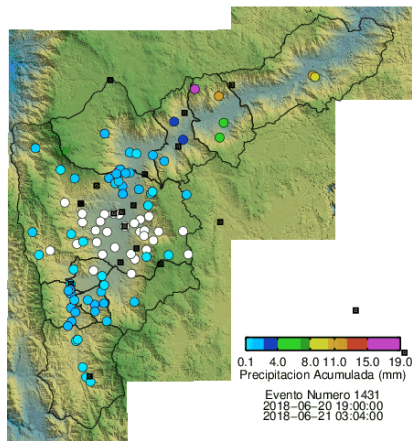 0.1 4.0 8.0 11.0 15.0 19.0
Precipitacion Acumulada (mm)
Evento Numero 1431
2018-06-20 19:00:00
2018-06-21 03:04:00